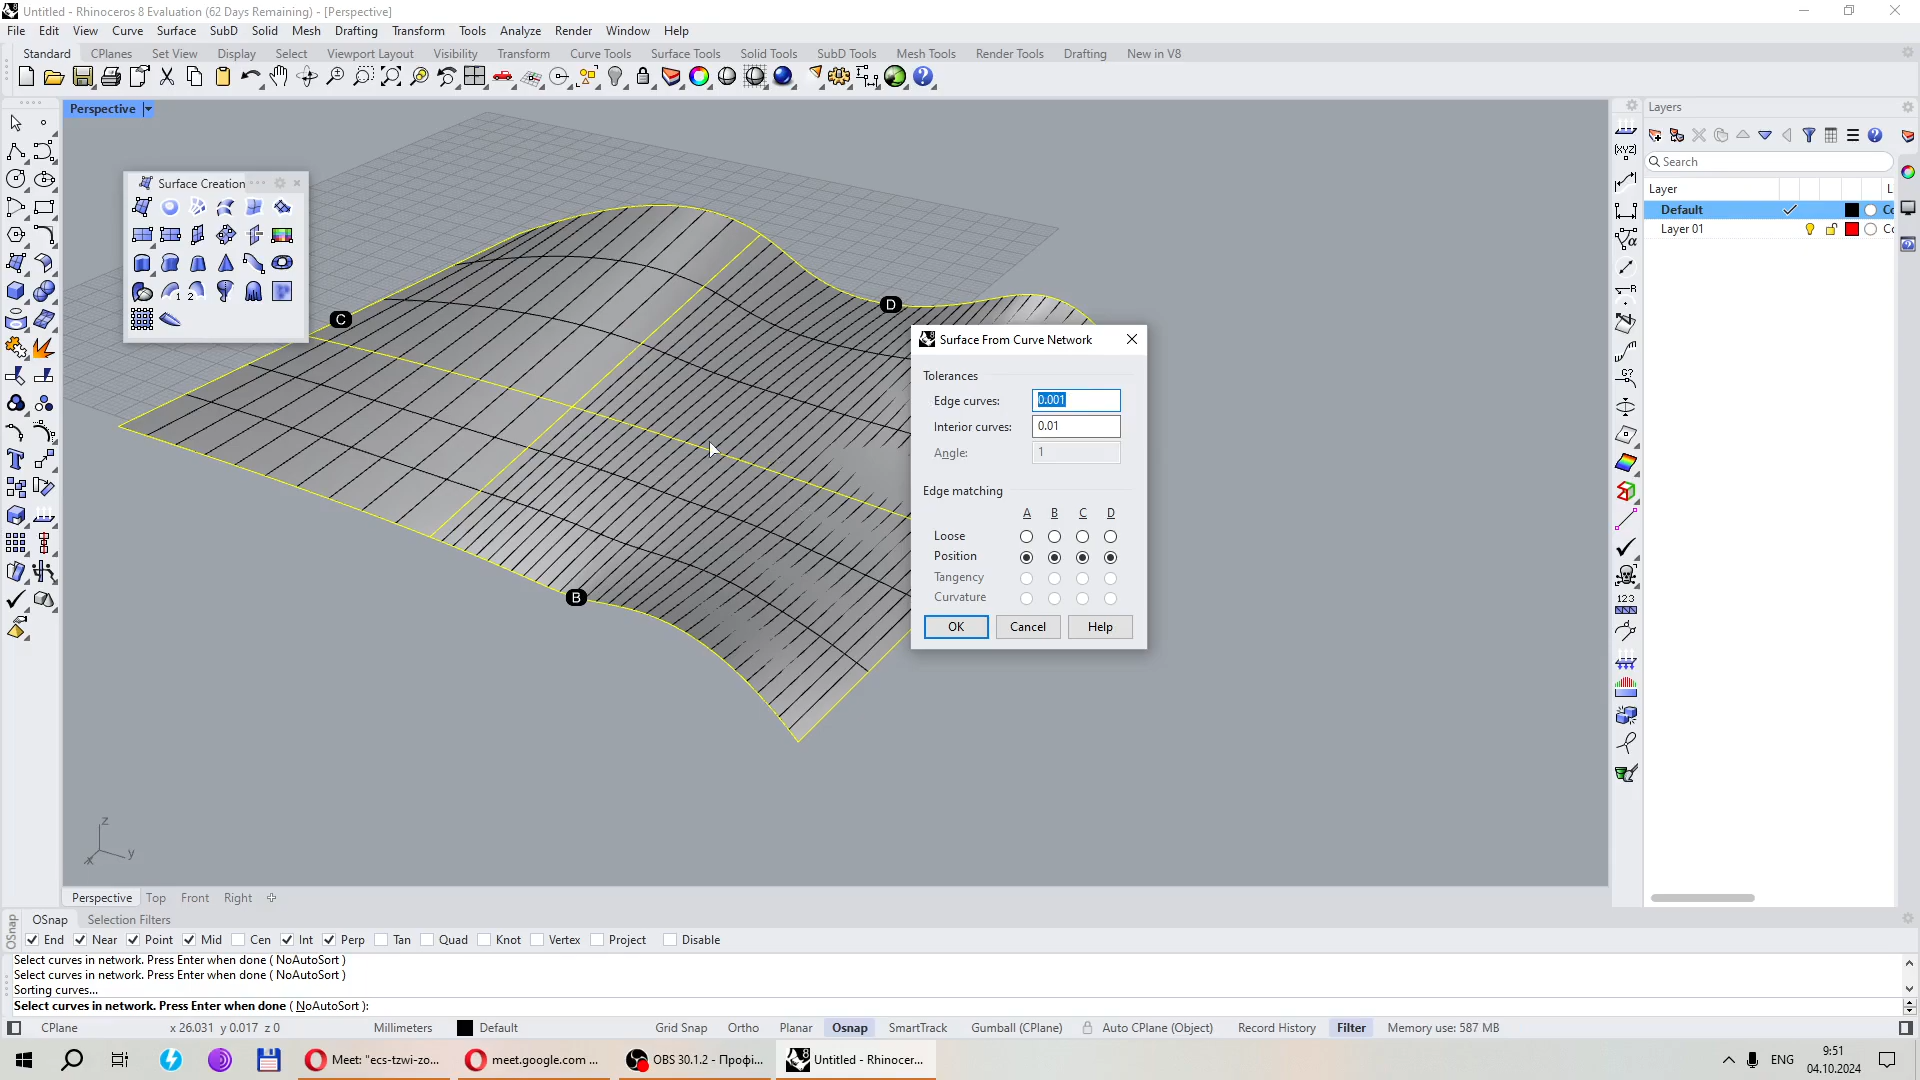 Untitled - Rhinoceros 8 Evaluation (62 Days Remaining) - [Perspective]
File Edit View Curve Surface SubD Solid Mesh Drafting Transform Tools Analyze Render Window Help
Standard CPlanes Set View Display Select Viewport Layout Visibility Transform Curve Tools Surface Tools Solid Tools SubD Tools Mesh Tools Render Tools Drafting New in V8
Perspective
Layers
Search
Layer L
Default Co
Layer 01 Co
Surface Creation
1 2
C
D
B
Surface From Curve Network
Tolerances
Edge curves: 0.001
Interior curves: 0.01
Angle: 1
Edge matching
A B C D
Loose
Position
Tangency
Curvature
OK Cancel Help
z
x y
Perspective Top Front Right
OSnap
OSnap Selection Filters
End Near Point Mid Cen Int Perp Tan Quad Knot Vertex Project Disable
Select curves in network. Press Enter when done ( NoAutoSort )
Select curves in network. Press Enter when done ( NoAutoSort )
Sorting curves...
Select curves in network. Press Enter when done ( NoAutoSort ):
CPlane x 26.031 y 0.017 z 0 Millimeters Default Grid Snap Ortho Planar Osnap SmartTrack Gumball (CPlane) Auto CPlane (Object) Record History Filter Memory use: 587 MB
Meet: "ecs-tzwi-zo... meet.google.com ... OBS 30.1.2 - Профі... Untitled - Rhinocer... ENG 9:51
04.10.2024